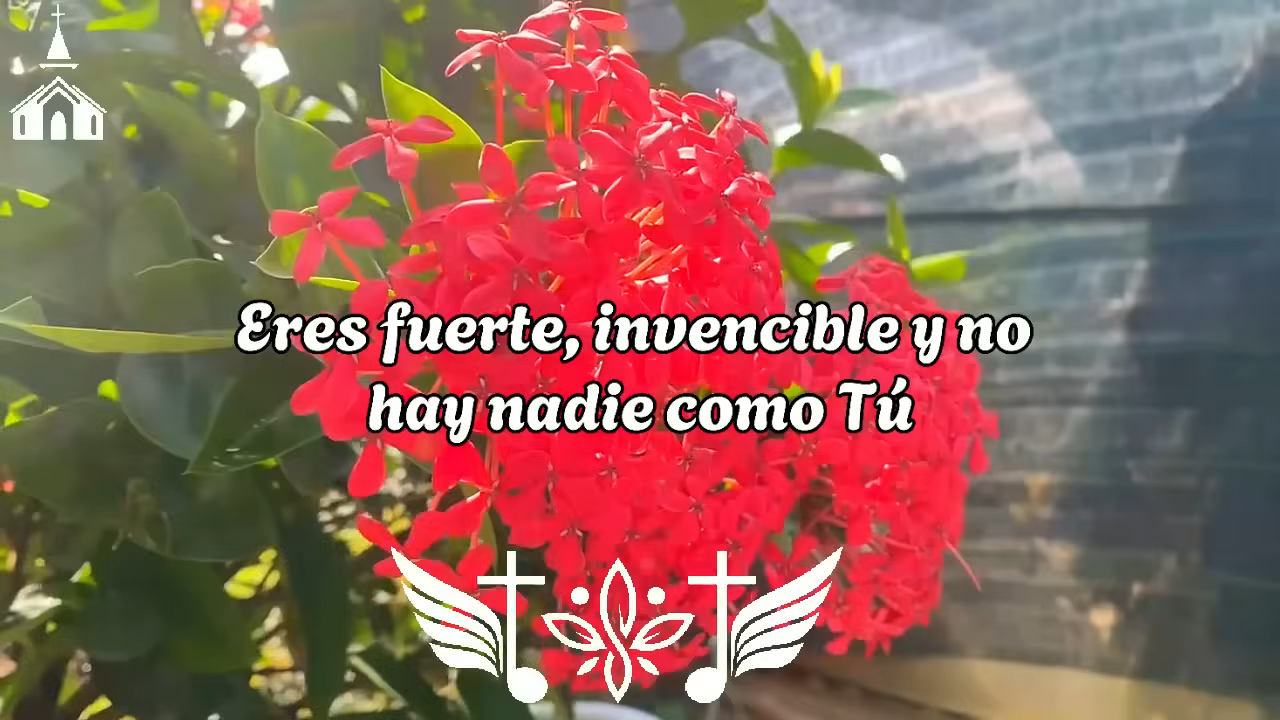 Eres fuerte, invencible y no
hay nadie como Tú